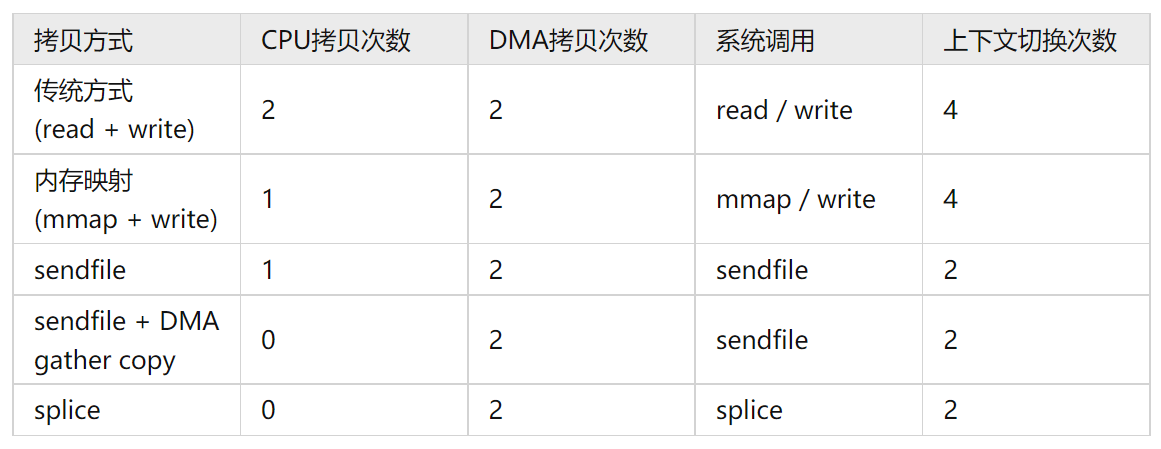 拷贝方式 CPU拷贝次数 DMA拷贝次数 系统调用 上下文切换次数
传统方式
(read + write) 2 2 read / write 4
内存映射
(mmap + write) 1 2 mmap / write 4
sendfile 1 2 sendfile 2
sendfile + DMA
gather copy 0 2 sendfile 2
splice 0 2 splice 2